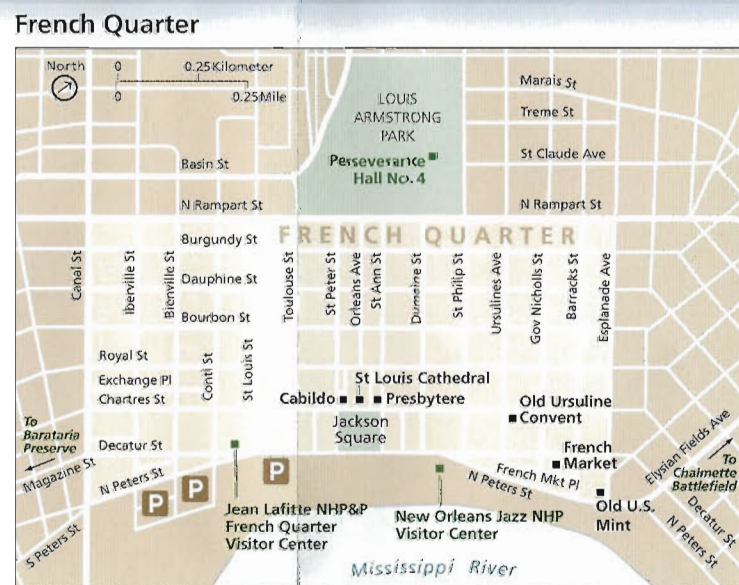 French Quarter
North
0 0.25 Kilometer
0 0.25 Mile
LOUIS
ARMSTRONG
PARK
Perseverance
Hall No. 4
Marais St
Treme St
St Claude Ave
Basin St
N Rampart St
N Rampart St
FRENCH QUARTER
Burgundy St
Dauphine St
Bourbon St
Canal St
Iberville St
Bienville St
Toulouse St
St Peter St
Orleans Ave
St Ann St
Dumaine St
St Philip St
Ursulines Ave
Gov Nicholls St
Barracks St
Esplanade Ave
Royal St
Exchange Pl
Chartres St
Conti St
St Louis St
St Louis Cathedral
Cabildo
Presbytere
Jackson
Square
Old Ursuline
Convent
French
Market
To
Barataria
Preserve
Decatur St
Magazine St
N Peters St
S Peters St
P
P
P
Jean Lafitte NHP&P
French Quarter
Visitor Center
New Orleans Jazz NHP
Visitor Center
French Mkt Pl
N Peters St
Old U.S.
Mint
Elysian Fields Ave
To
Chalmette
Battlefield
Decatur St
N Peters St
Mississippi River